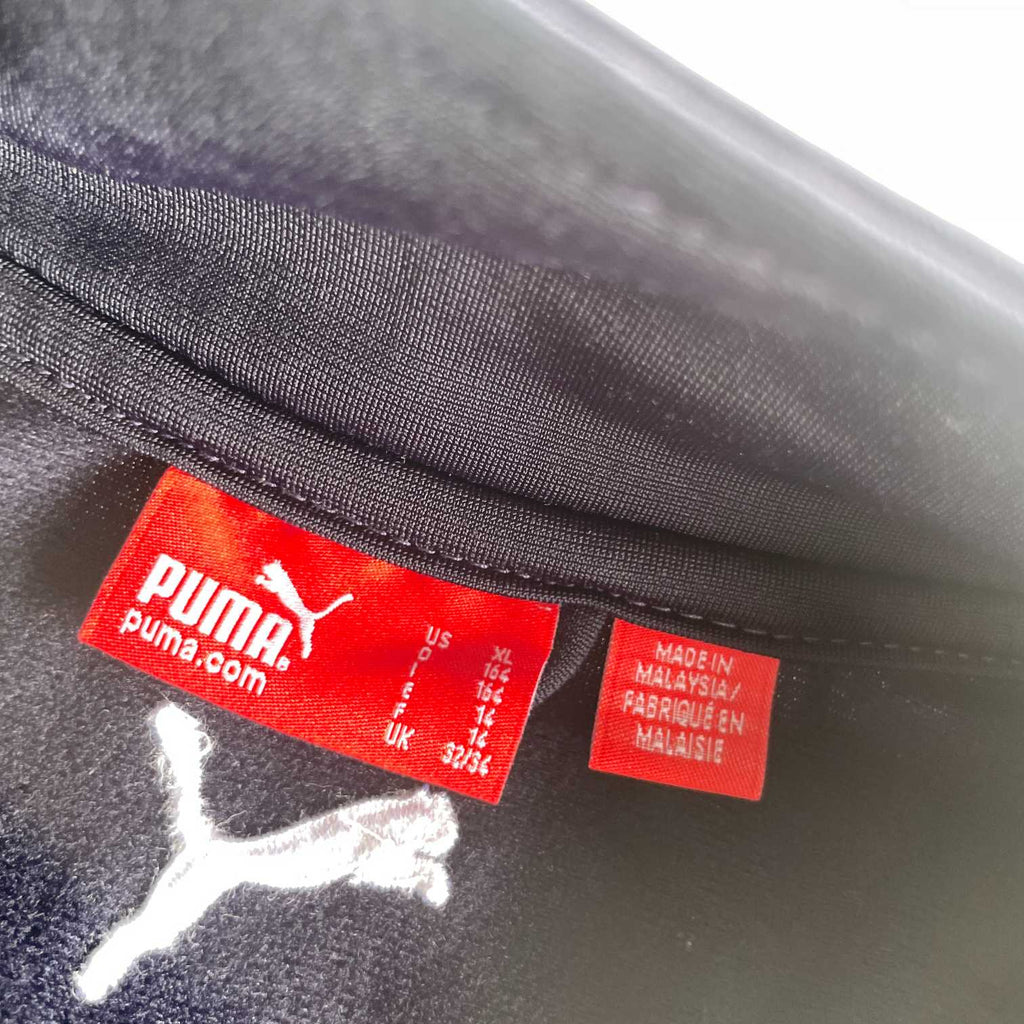 PUMA®
puma.com
US XL
D 164
I 164
E 14
F 14
UK 32/34
MADE IN
MALAYSIA/
FABRIQUÉ EN
MALAISIE